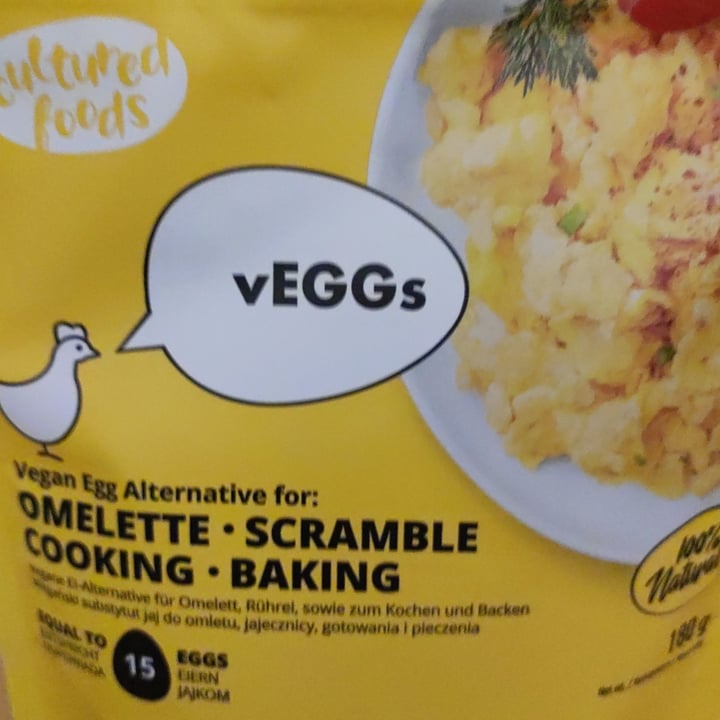 cultured
foods
vEGGs
Vegan Egg Alternative for:
OMELETTE · SCRAMBLE
COOKING · BAKING
Vegane Ei-Alternative für Omelett, Rührei, sowie zum Kochen und Backen
Wegański substytut jaj do omletu, jajecznicy, gotowania i pieczenia
EQUAL TO
15
EGGS
EIERN
JAJKOM
100%
Natural
180 g